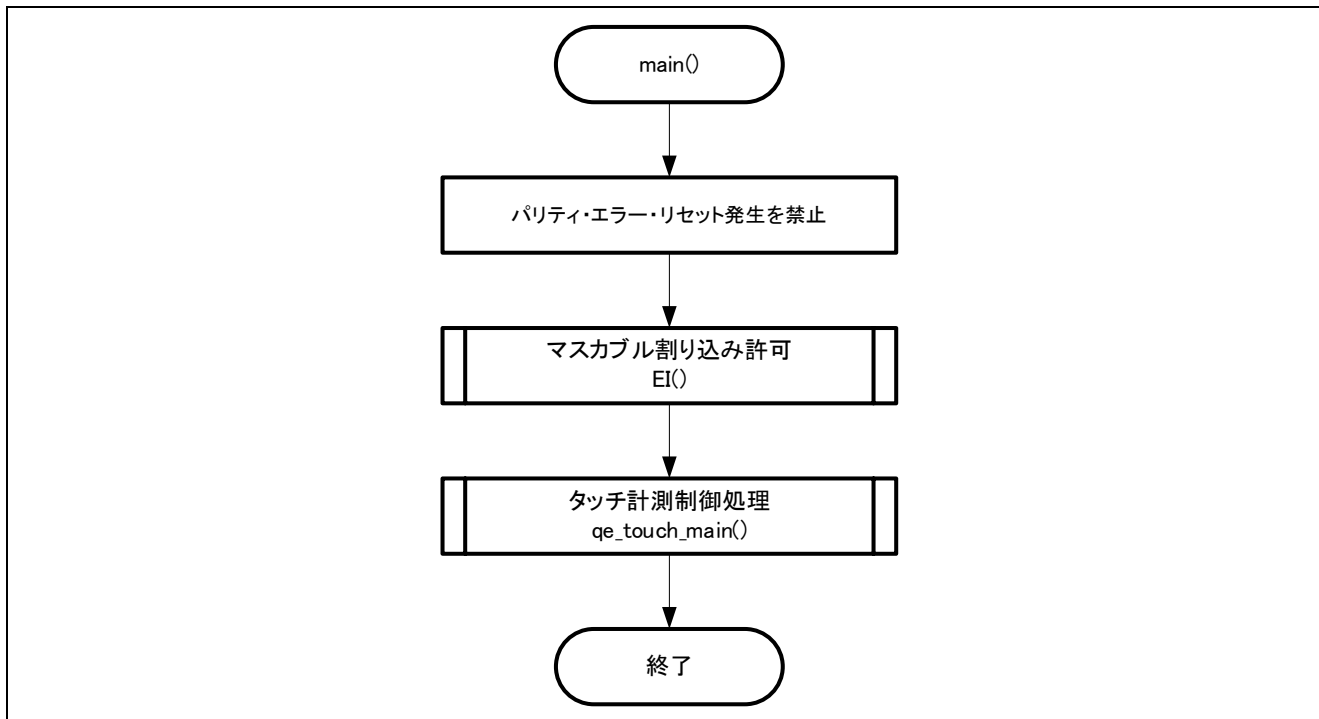 main()
パリティ・エラー・リセット発生を禁止
マスカブル割り込み許可
EI()
タッチ計測制御処理
qe_touch_main()
終了